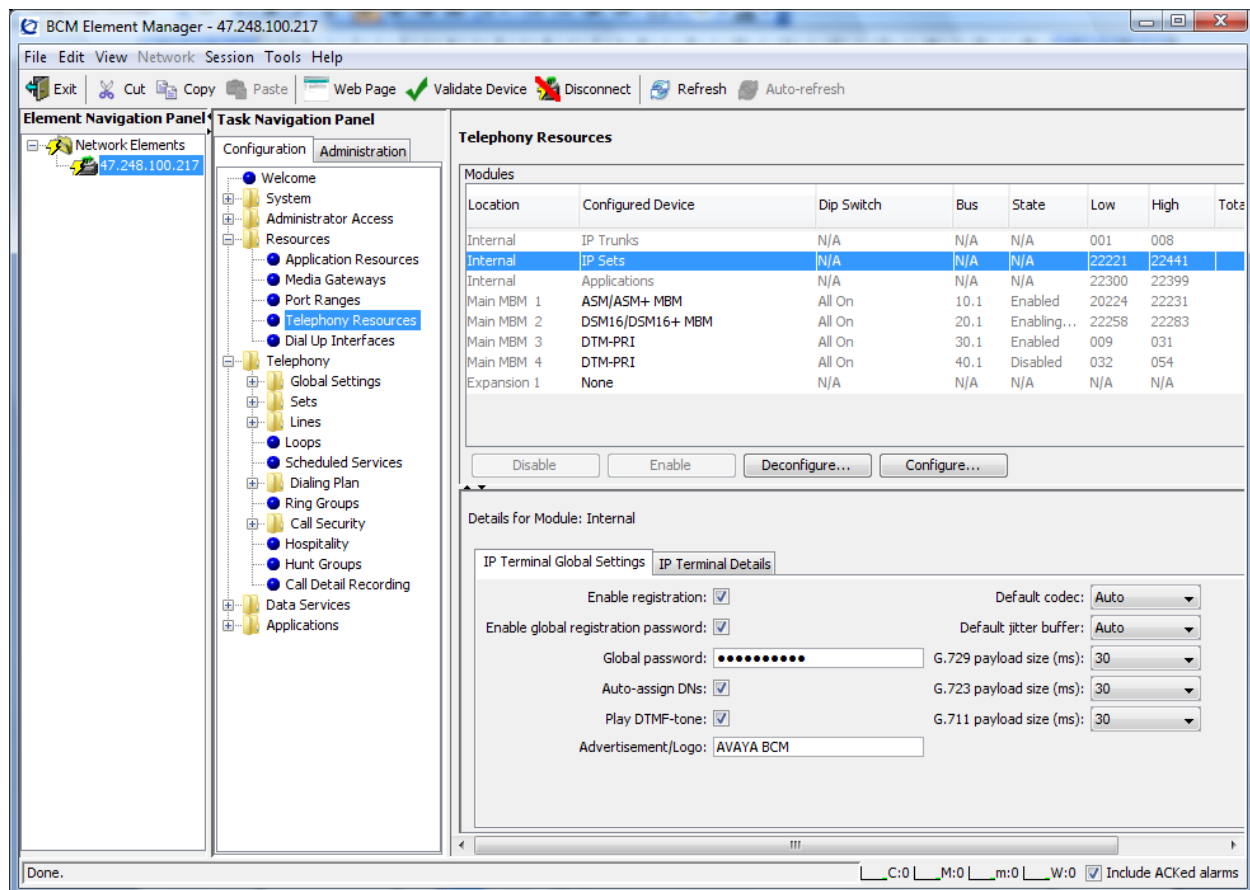 BCM Element Manager - 47.248.100.217
File Edit View Network Session Tools Help
Exit Cut Copy Paste Web Page Validate Device Disconnect Refresh Auto-refresh
Element Navigation Panel
Network Elements
47.248.100.217
Task Navigation Panel
Configuration Administration
Welcome
System
Administrator Access
Resources
Application Resources
Media Gateways
Port Ranges
Telephony Resources
Dial Up Interfaces
Telephony
Global Settings
Sets
Lines
Loops
Scheduled Services
Dialing Plan
Ring Groups
Call Security
Hospitality
Hunt Groups
Call Detail Recording
Data Services
Applications
Telephony Resources
Modules
Location Configured Device Dip Switch Bus State Low High Tota
Internal IP Trunks N/A N/A N/A 001 008
Internal IP Sets N/A N/A N/A 22221 22441
Internal Applications N/A N/A N/A 22300 22399
Main MBM 1 ASM/ASM+ MBM All On 10.1 Enabled 20224 22231
Main MBM 2 DSM16/DSM16+ MBM All On 20.1 Enabling... 22258 22283
Main MBM 3 DTM-PRI All On 30.1 Enabled 009 031
Main MBM 4 DTM-PRI All On 40.1 Disabled 032 054
Expansion 1 None N/A N/A N/A N/A N/A
Disable Enable Deconfigure... Configure...
Details for Module: Internal
IP Terminal Global Settings IP Terminal Details
Enable registration: Default codec: Auto
Enable global registration password: Default jitter buffer: Auto
Global password: ●●●●●●●●●● G.729 payload size (ms): 30
Auto-assign DNs: G.723 payload size (ms): 30
Play DTMF-tone: G.711 payload size (ms): 30
Advertisement/Logo: AVAYA BCM
Done. C:0 M:0 m:0 W:0 Include ACKed alarms